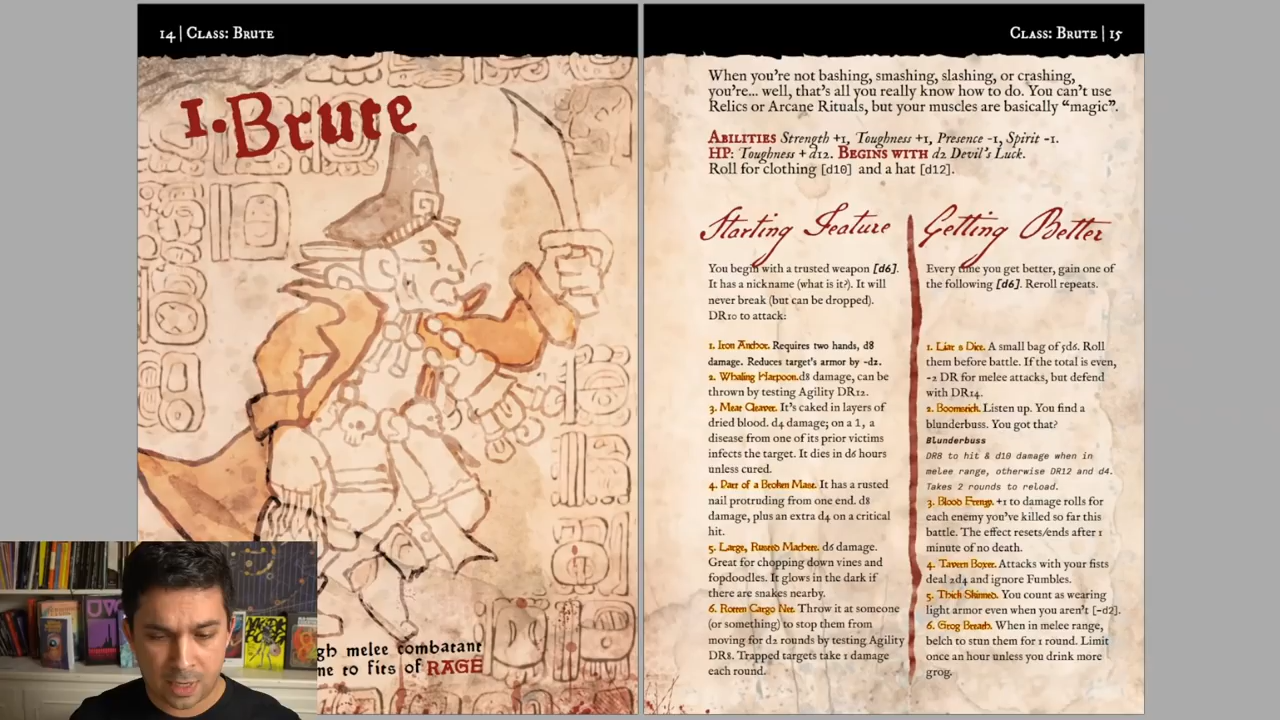 14 | Class: Brute
1. Brute
gh melee combatant
ne to fits of RAGE
Class: Brute | 15
When you're not bashing, smashing, slashing, or crashing,
you're... well, that's all you really know how to do. You can't use
Relics or Arcane Rituals, but your muscles are basically “magic”.
Abilities Strength +1, Toughness +1, Presence -1, Spirit -1.
HP: Toughness + d12. Begins with d2 Devil's Luck.
Roll for clothing [d10] and a hat [d12].
Starting Feature
You begin with a trusted weapon [d6].
It has a nickname (what is it?). It will
never break (but can be dropped).
DR10 to attack:
1. Iron Anchor. Requires two hands, d8
damage. Reduces target's armor by -d2.
2. Whaling Harpoon.d8 damage, can be
thrown by testing Agility DR12.
3. Meat Cleaver. It's caked in layers of
dried blood. d4 damage; on a 1, a
disease from one of its prior victims
infects the target. It dies in d6 hours
unless cured.
4. Part of a Broken Mast. It has a rusted
nail protruding from one end. d8
damage, plus an extra d4 on a critical
hit.
5. Large, Rusted Machete. d6 damage.
Great for chopping down vines and
fopdoodles. It glows in the dark if
there are snakes nearby.
6. Rotten Cargo Net. Throw it at someone
(or something) to stop them from
moving for d2 rounds by testing Agility
DR8. Trapped targets take 1 damage
each round.
Getting Better
Every time you get better, gain one of
the following [d6]. Reroll repeats.
1. Liar's Dice. A small bag of 5d6. Roll
them before battle. If the total is even,
-2 DR for melee attacks, but defend
with DR14.
2. Boomstick. Listen up. You find a
blunderbuss. You got that?
Blunderbuss
DR8 to hit & d10 damage when in
melee range, otherwise DR12 and d4.
Takes 2 rounds to reload.
3. Blood Frenzy. +1 to damage rolls for
each enemy you've killed so far this
battle. The effect resets/ends after 1
minute of no death.
4. Tavern Boxer. Attacks with your fists
deal 2d4 and ignore Fumbles.
5. Thick Skinned. You count as wearing
light armor even when you aren't [-d2].
6. Grog Breath. When in melee range,
belch to stun them for 1 round. Limit
once an hour unless you drink more
grog.